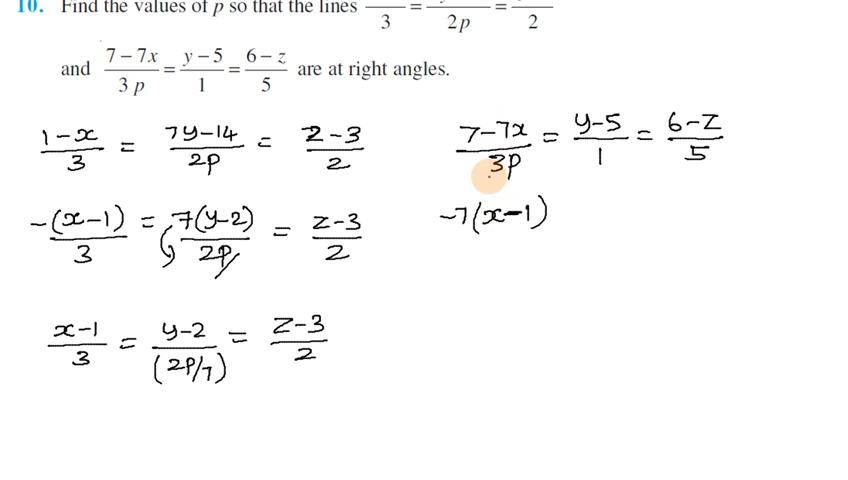 10. Find the values of p so that the lines ‾/3 = ‾/2p = ‾/2
and (7 – 7x)/(3p) = (y – 5)/1 = (6 – z)/5 are at right angles.
(1-x)/3 = (7y-14)/(2p) = (z-3)/2
(7-7x)/(3p) = (y-5)/1 = (6-z)/5
-(x-1)/3 = 7(y-2)/(2p) = (z-3)/2
-7(x-1)
(x-1)/3 = (y-2)/(2p/7) = (z-3)/2